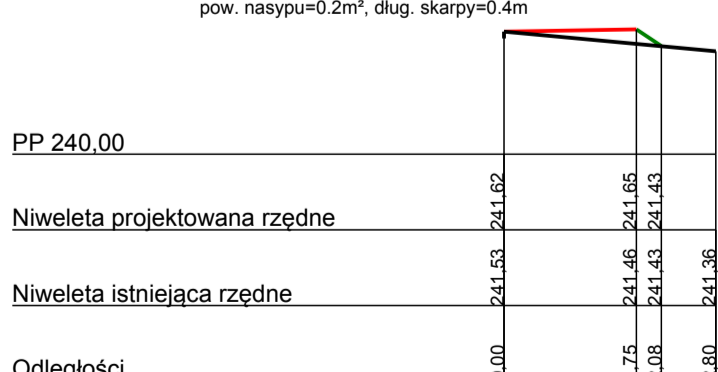 pow. nasypu=0.2m², dług. skarpy=0.4m
PP 240,00
241,62 241,65 241,43
Niweleta projektowana rzędne
241,53 241,46 241,43 241,36
Niweleta istniejąca rzędne
Odległości